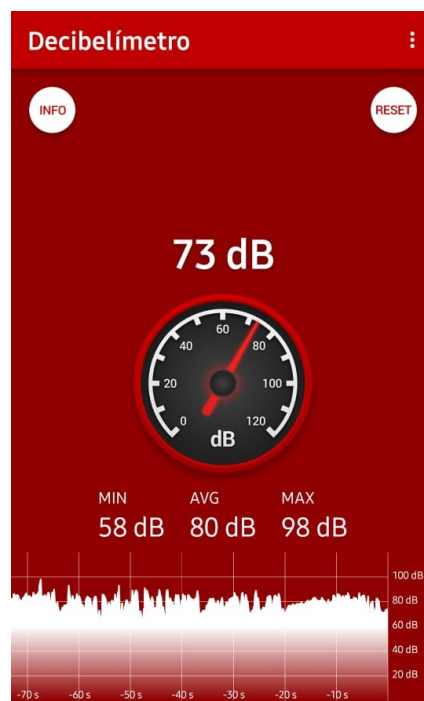 Decibelímetro
INFO
RESET
73 dB
60
40
80
20
100
0
120
dB
MIN AVG MAX
58 dB 80 dB 98 dB
100 dB
80 dB
60 dB
40 dB
20 dB
-70 s -60 s -50 s -40 s -30 s -20 s -10 s